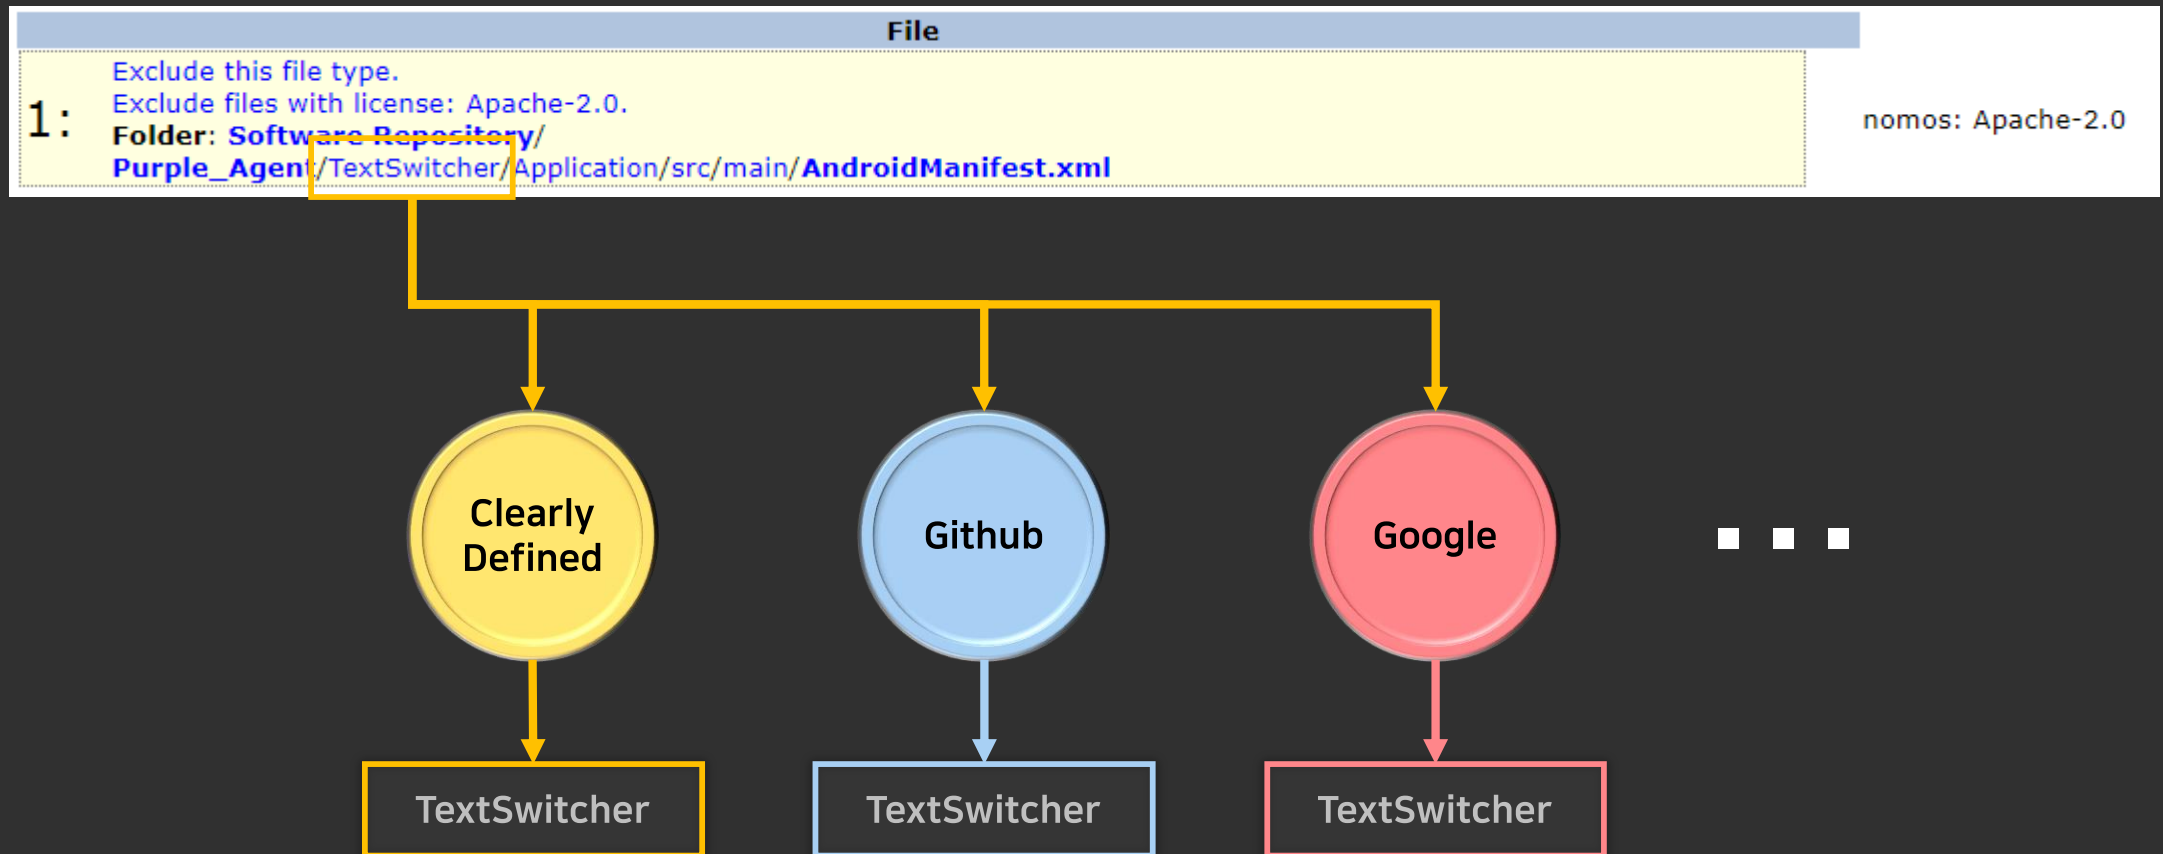 File
1:
Exclude this file type.
Exclude files with license: Apache-2.0.
Folder: Software Repository/
Purple_Agent/TextSwitcher/Application/src/main/AndroidManifest.xml
nomos: Apache-2.0
Clearly
Defined
Github
Google
TextSwitcher
TextSwitcher
TextSwitcher